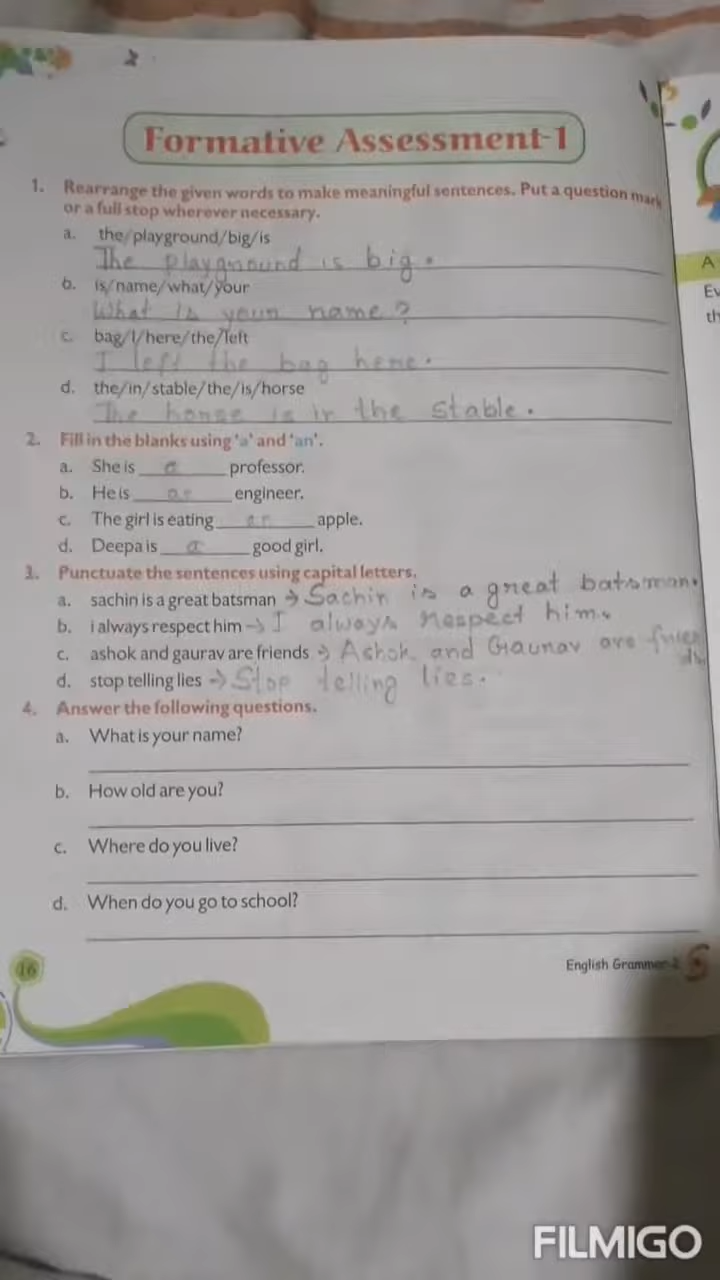 Formative Assessment-1
1. Rearrange the given words to make meaningful sentences. Put a question mark
or a full stop wherever necessary.
a. the/playground/big/is
The playground is big.
b. is/name/what/your
What is your name?
c. bag/I/here/the/left
I left the bag here.
d. the/in/stable/the/is/horse
The horse is in the stable.
2. Fill in the blanks using 'a' and 'an'.
a. She is a professor.
b. He is an engineer.
c. The girl is eating an apple.
d. Deepa is a good girl.
3. Punctuate the sentences using capital letters.
a. sachin is a great batsman → Sachin is a great batsman.
b. i always respect him → I always respect him.
c. ashok and gaurav are friends → Ashok and Gaurav are friends
d. stop telling lies → Stop telling lies.
4. Answer the following questions.
a. What is your name?
b. How old are you?
c. Where do you live?
d. When do you go to school?
16
English Grammar-2
A
Ev
th
FILMIGO